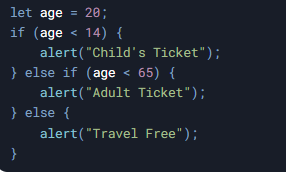 let age = 20;
if (age < 14) {
    alert("Child's Ticket");
} else if (age < 65) {
    alert("Adult Ticket");
} else {
    alert("Travel Free");
}